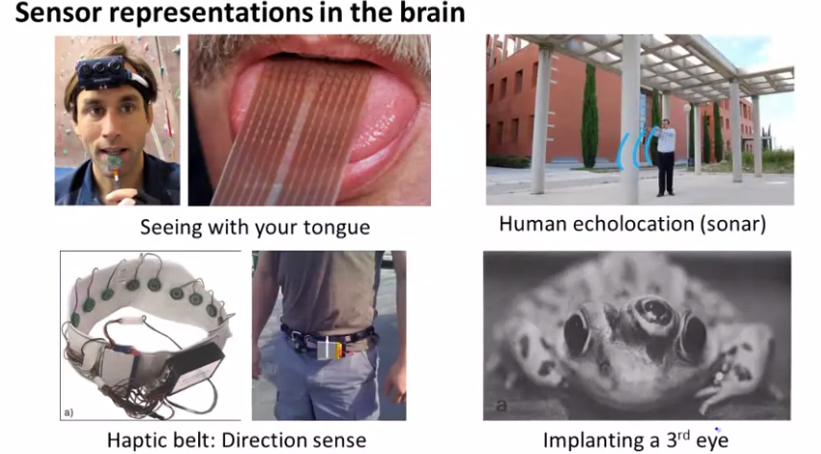 Sensor representations in the brain
Seeing with your tongue
Human echolocation (sonar)
a)
Haptic belt: Direction sense
a
Implanting a 3rd eye